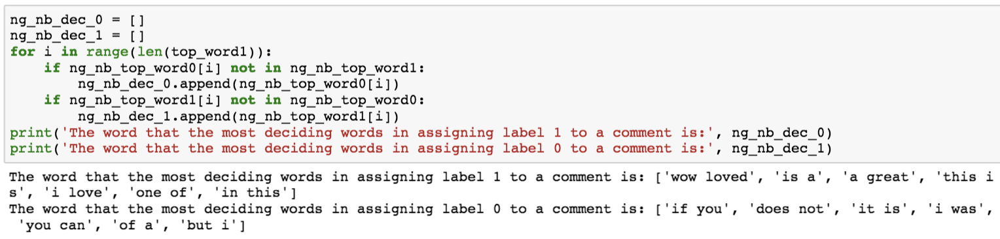 ng_nb_dec_0 = []
ng_nb_dec_1 = []
for i in range(len(top_word1)):
    if ng_nb_top_word0[i] not in ng_nb_top_word1:
        ng_nb_dec_0.append(ng_nb_top_word0[i])
    if ng_nb_top_word1[i] not in ng_nb_top_word0:
        ng_nb_dec_1.append(ng_nb_top_word1[i])
print('The word that the most deciding words in assigning label 1 to a comment is:', ng_nb_dec_0)
print('The word that the most deciding words in assigning label 0 to a comment is:', ng_nb_dec_1)
The word that the most deciding words in assigning label 1 to a comment is: ['wow loved', 'is a', 'a great', 'this i
s', 'i love', 'one of', 'in this']
The word that the most deciding words in assigning label 0 to a comment is: ['if you', 'does not', 'it is', 'i was',
 'you can', 'of a', 'but i']